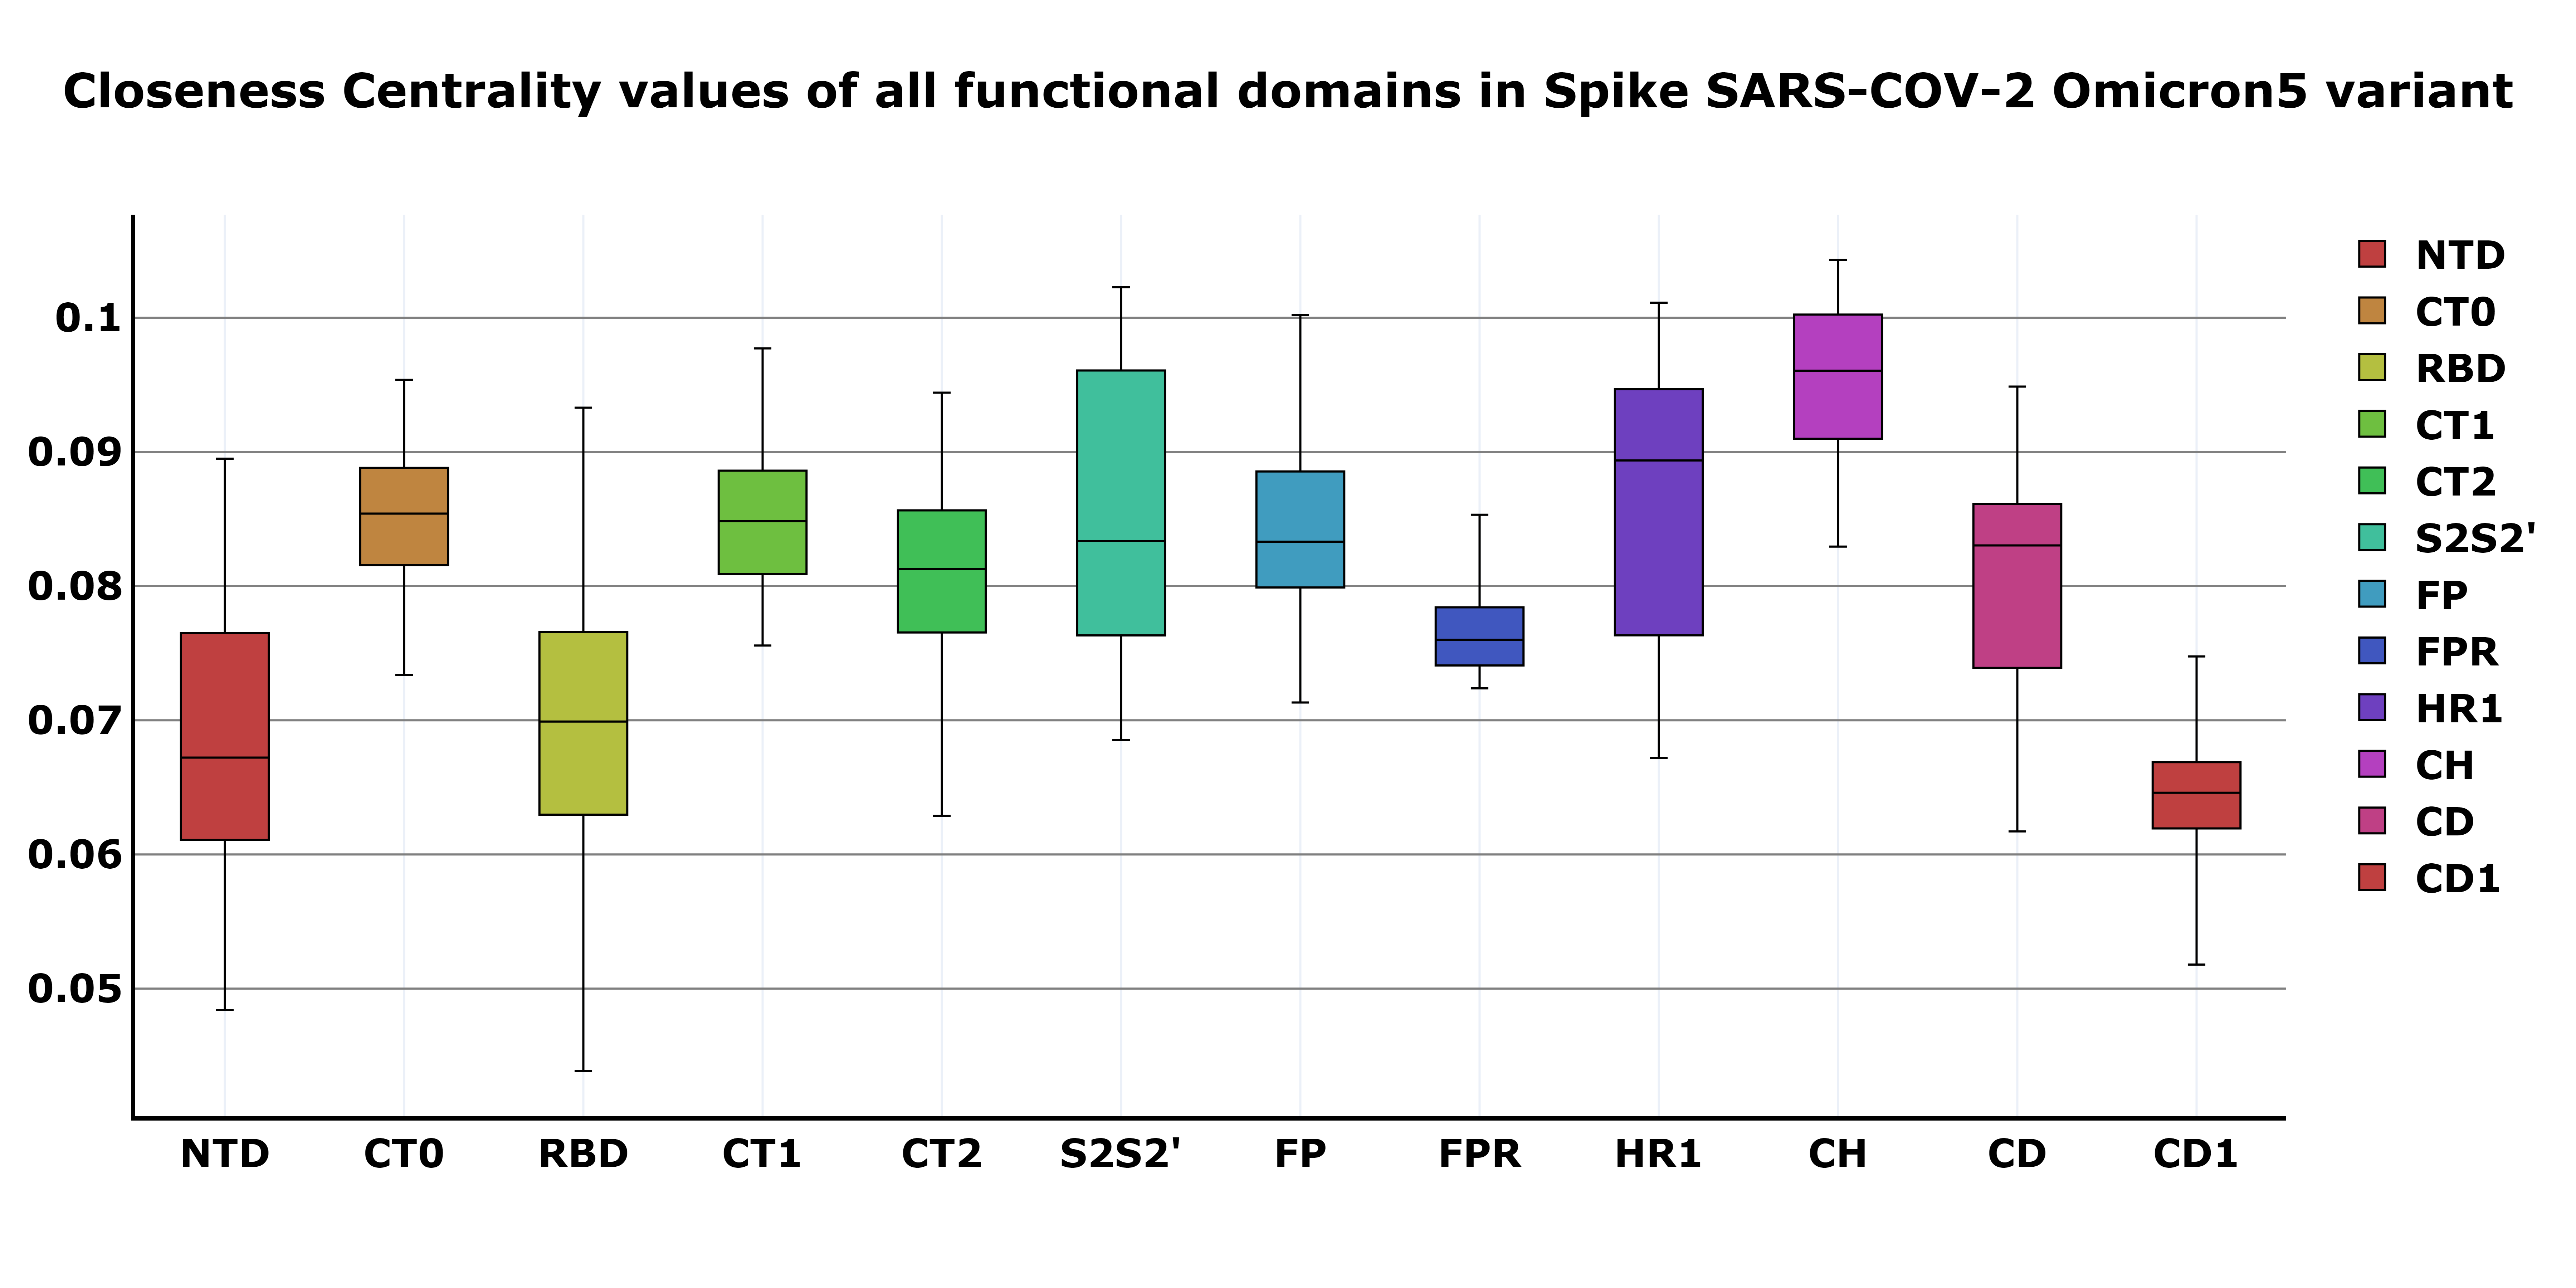 Closeness Centrality values of all functional domains in Spike SARS-COV-2 Omicron5 variant
0.1
0.09
0.08
0.07
0.06
0.05
NTD CT0 RBD CT1 CT2 S2S2' FP FPR HR1 CH CD CD1
NTD
CT0
RBD
CT1
CT2
S2S2'
FP
FPR
HR1
CH
CD
CD1